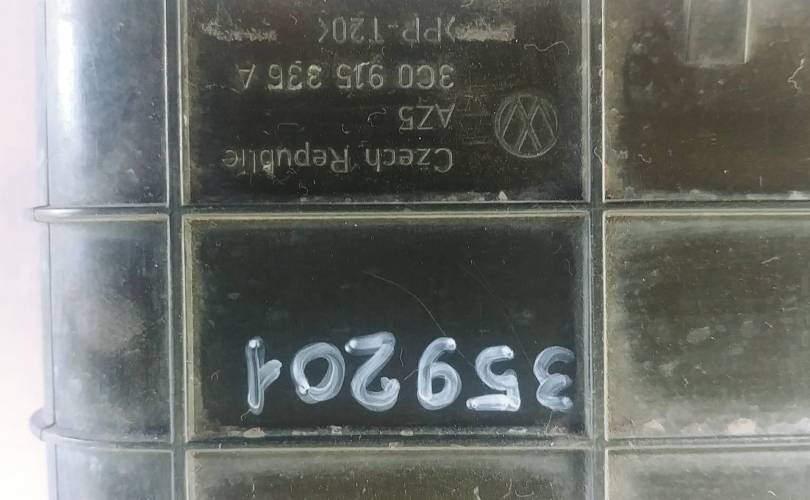 359201
Czech Republic
AZ5
3C0 915 336 A
>PP-T20<